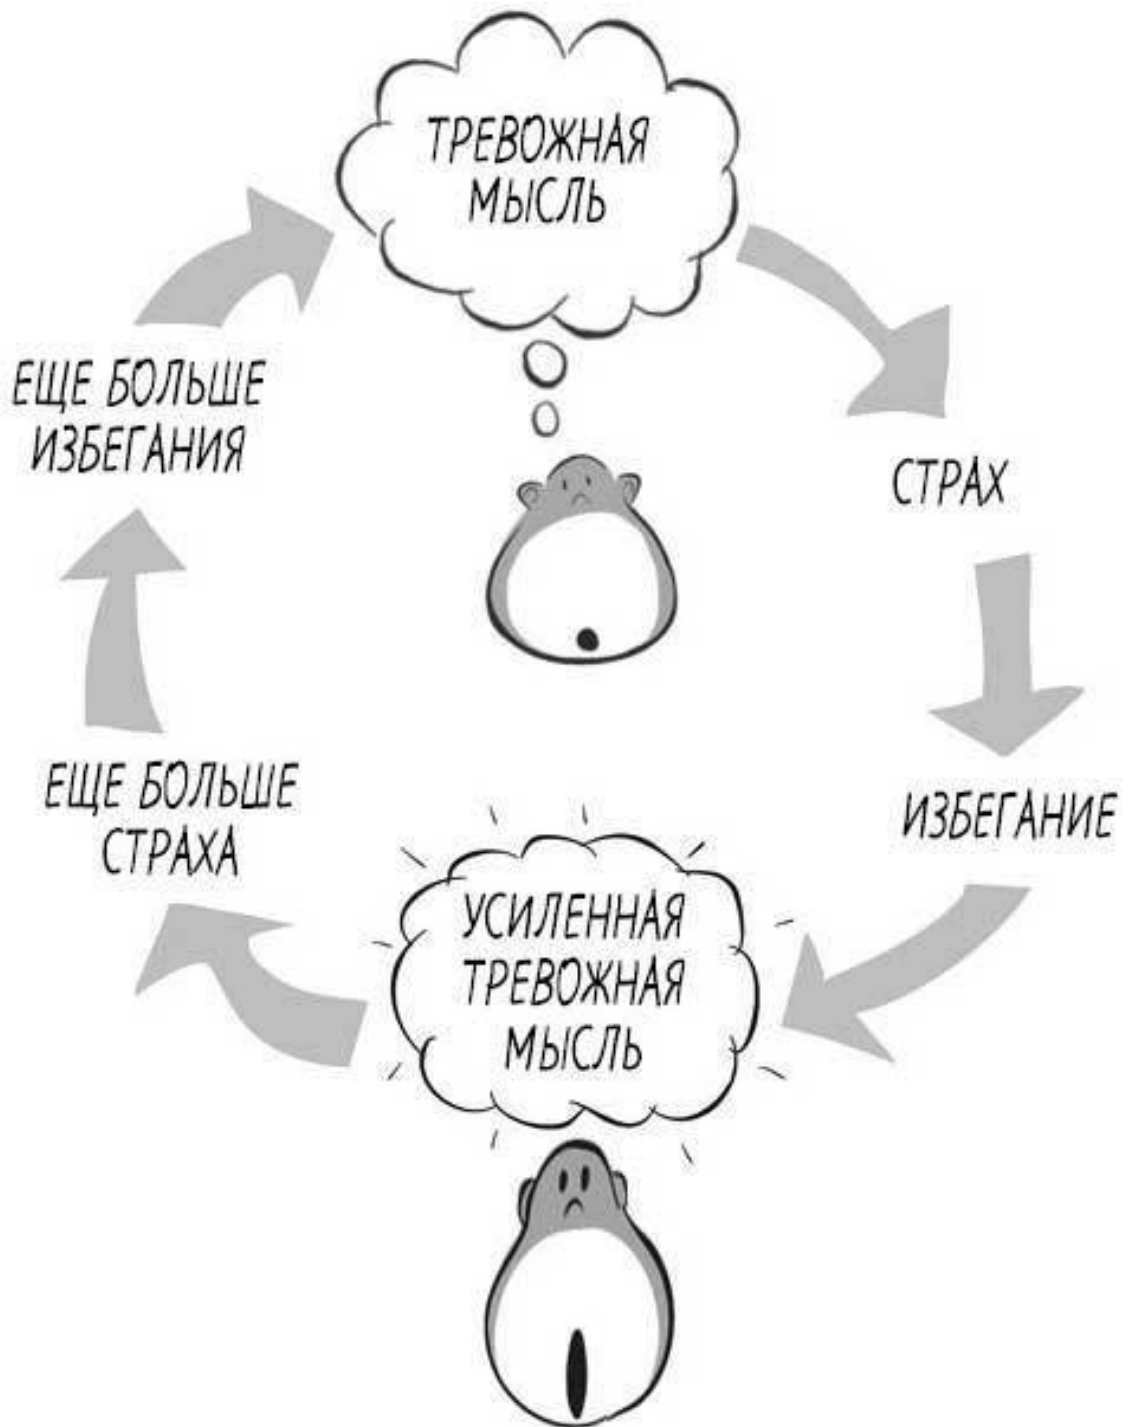 ТРЕВОЖНАЯ
МЫСЛЬ
СТРАХ
ИЗБЕГАНИЕ
УСИЛЕННАЯ
ТРЕВОЖНАЯ
МЫСЛЬ
ЕЩЕ БОЛЬШЕ
СТРАХА
ЕЩЕ БОЛЬШЕ
ИЗБЕГАНИЯ